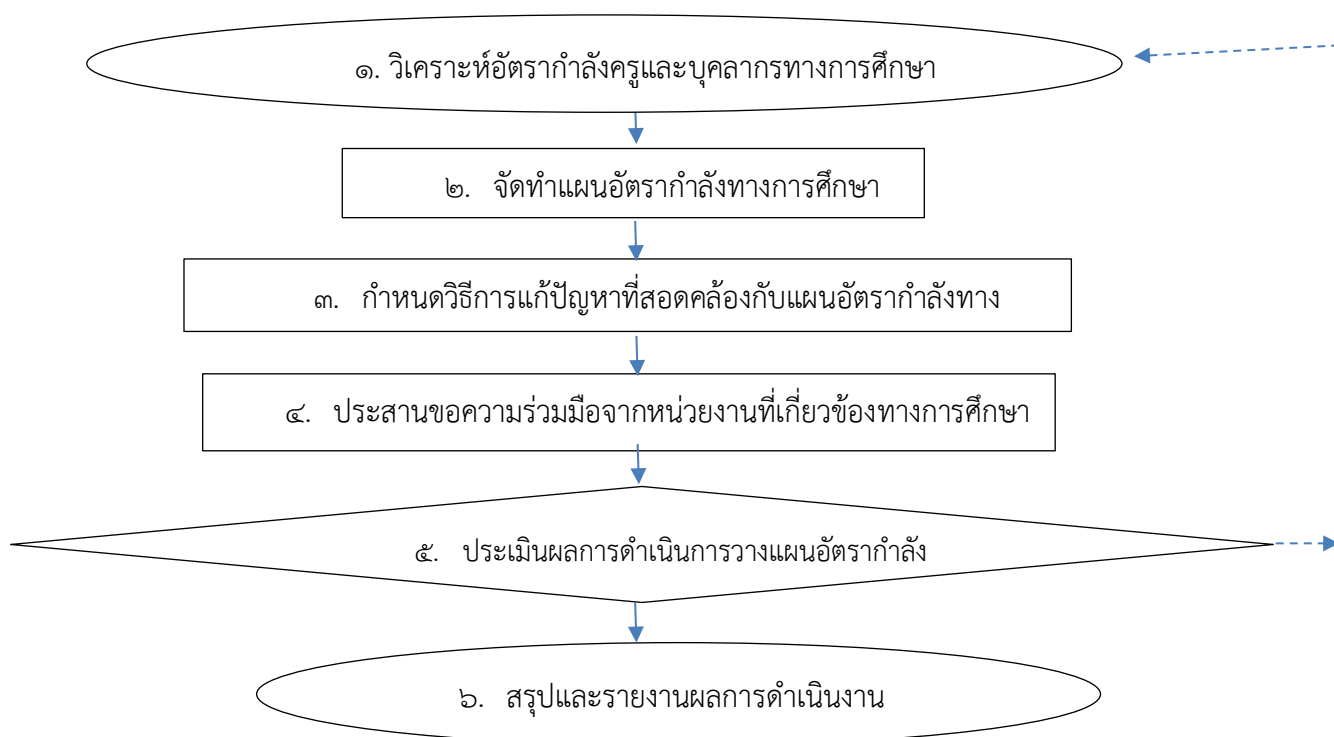 ๑. วิเคราะห์อัตรากำลังครูและบุคลากรทางการศึกษา
๒. จัดทำแผนอัตรากำลังทางการศึกษา
๓. กำหนดวิธีการแก้ปัญหาที่สอดคล้องกับแผนอัตรากำลังทาง
๔. ประสานขอความร่วมมือจากหน่วยงานที่เกี่ยวข้องทางการศึกษา
๕. ประเมินผลการดำเนินการวางแผนอัตรากำลัง
๖. สรุปและรายงานผลการดำเนินงาน